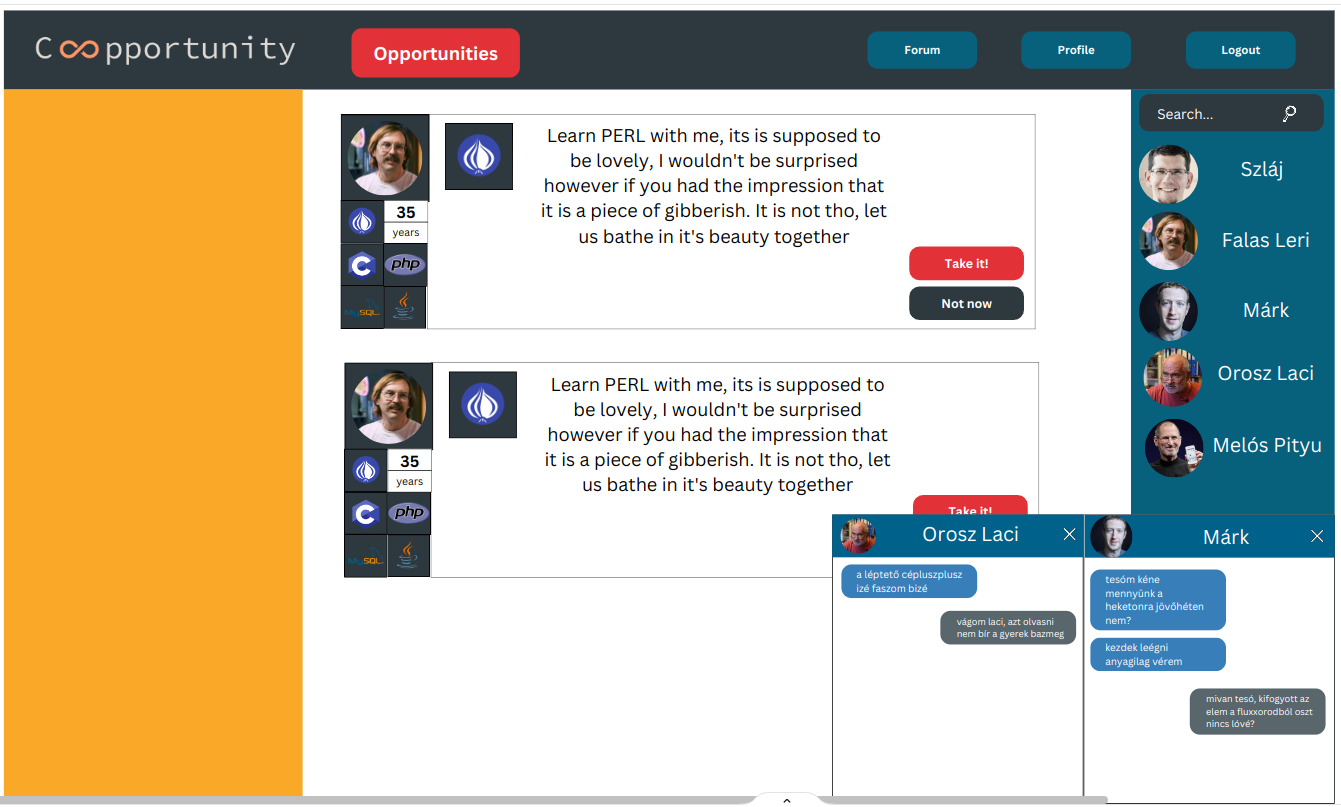 C∞pportunity
Opportunities
Forum
Profile
Logout
Learn PERL with me, its is supposed to
be lovely, I wouldn't be surprised
however if you had the impression that
it is a piece of gibberish. It is not tho, let
us bathe in it's beauty together
35
years
C
php
MySQL
Java
Take it!
Not now
Learn PERL with me, its is supposed to
be lovely, I wouldn't be surprised
however if you had the impression that
it is a piece of gibberish. It is not tho, let
us bathe in it's beauty together
35
years
C
php
MySQL
Java
Take it!
Search...
Szláj
Falas Leri
Márk
Orosz Laci
Melós Pityu
Orosz Laci
a léptető cépluszplusz
izé faszom bizé
vágom laci, azt olvasni
nem bír a gyerek bazmeg
Márk
tesóm kéne
mennyünk a
heketonra jövőhéten
nem?
kezdek leégni
anyagilag vérem
mivan tesó, kifogyott az
elem a fluxxorodból oszt
nincs lóvé?